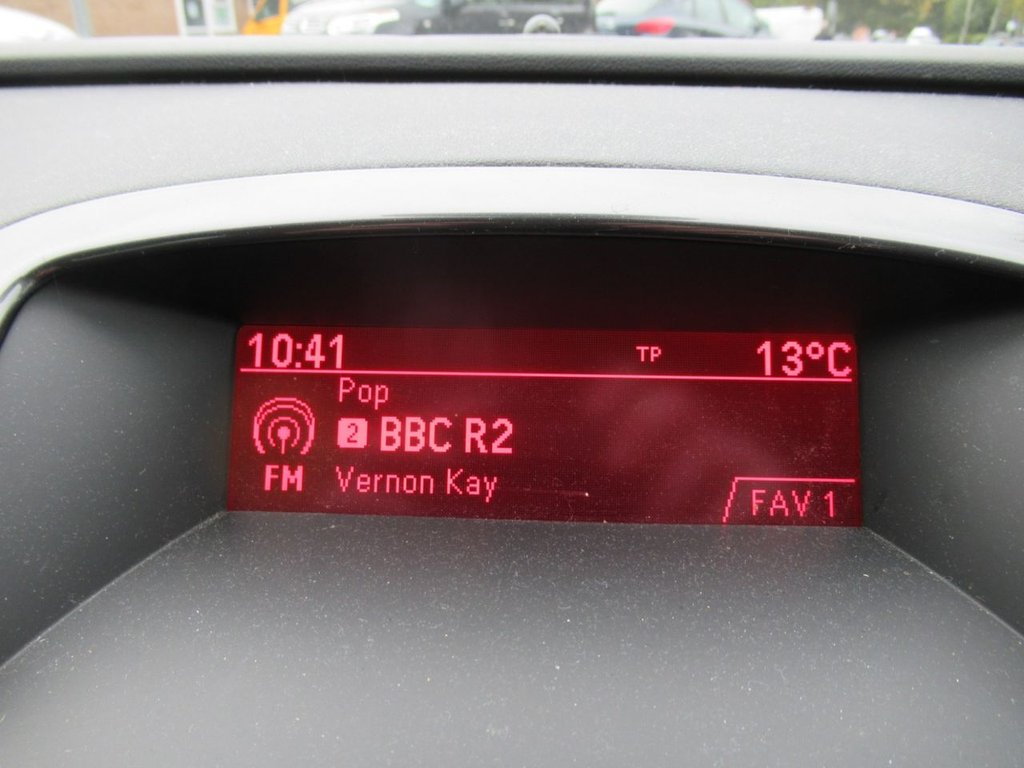 10:41 TP 13°C
Pop
2 BBC R2
FM Vernon Kay
FAV 1